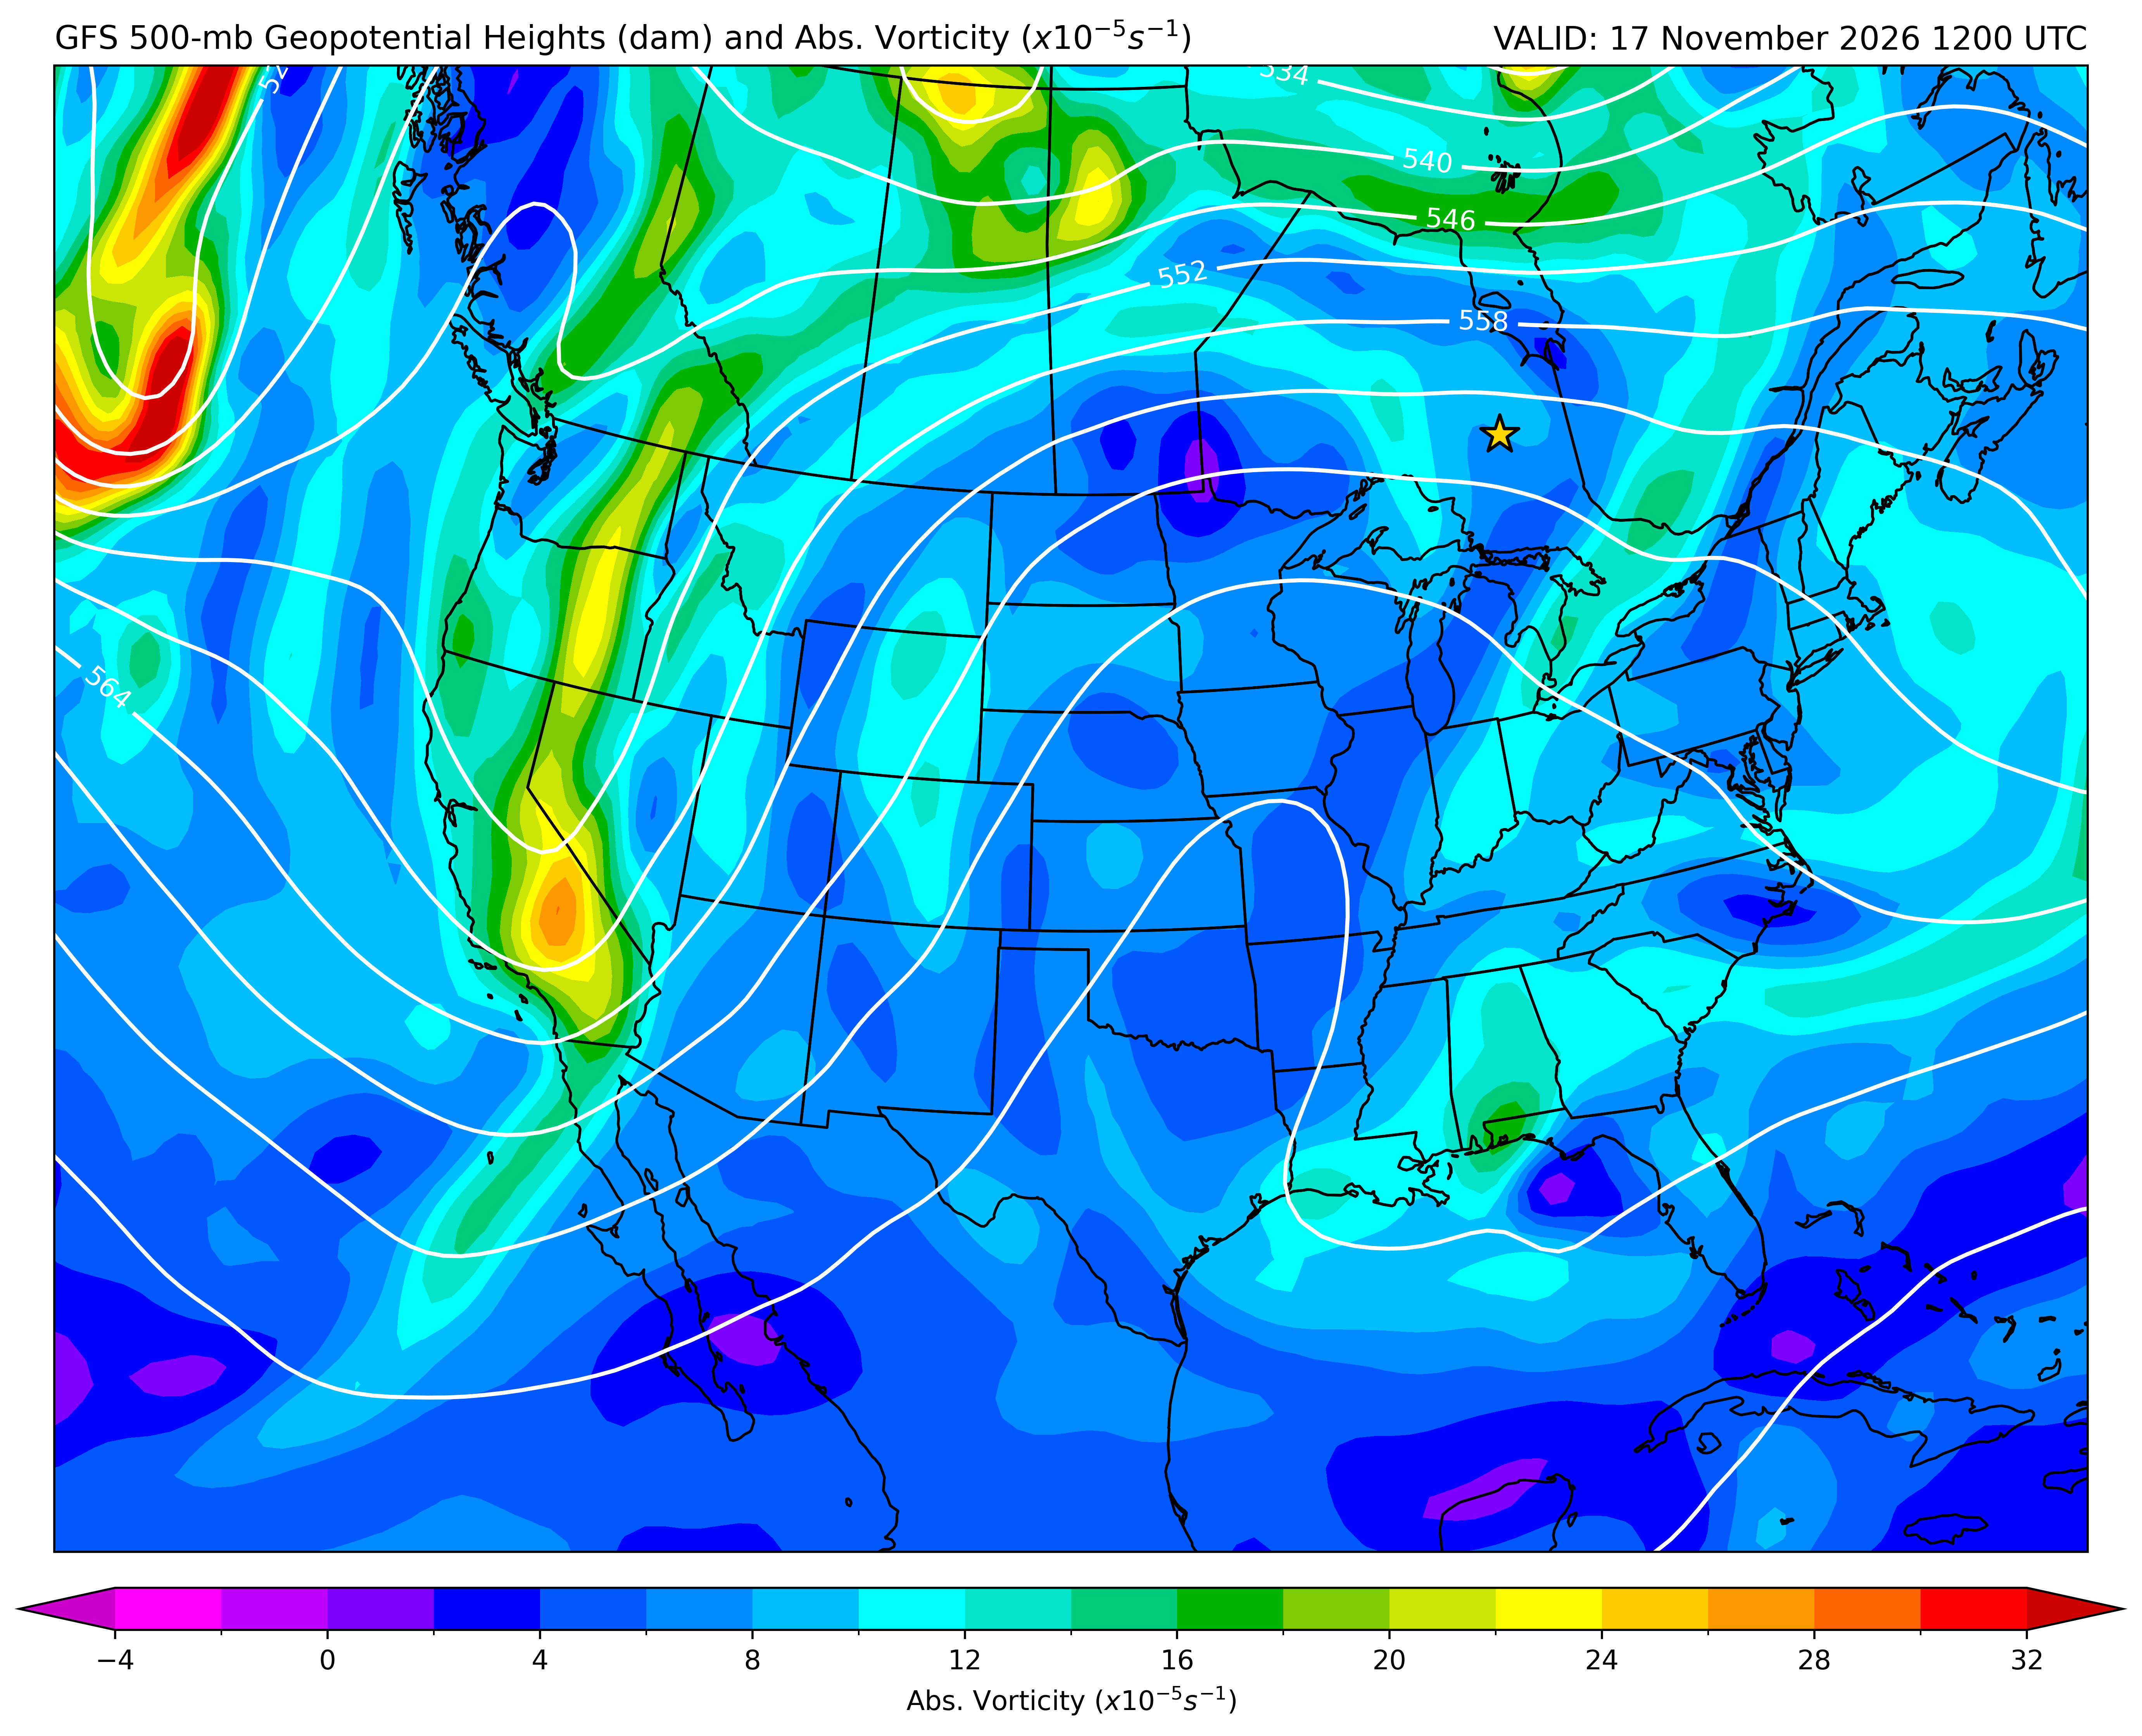 GFS 500-mb Geopotential Heights (dam) and Abs. Vorticity (x10⁻⁵s⁻¹)
VALID: 17 November 2026 1200 UTC
534
540
546
552
558
564
−4 0 4 8 12 16 20 24 28 32
Abs. Vorticity (x10⁻⁵s⁻¹)